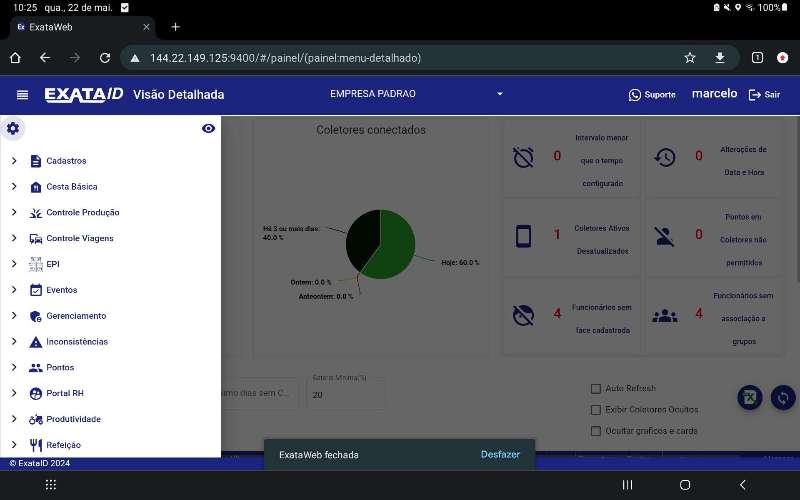 10:25 qua., 22 de mai.
100%
Ex ExataWeb
144.22.149.125:9400/#/painel/(painel:menu-detalhado)
1
EXATA ID Visão Detalhada
EMPRESA PADRAO
Suporte
marcelo
Sair
Cadastros
Cesta Básica
Controle Produção
Controle Viagens
EPI
Eventos
Gerenciamento
Inconsistências
Pontos
Portal RH
Produtividade
Refeição
© ExataID 2024
Coletores conectados
Há 3 ou mais dias:
40.0 %
Hoje: 60.0 %
Ontem: 0.0 %
Anteontem: 0.0 %
0
Intervalo menor
que o tempo
configurado
0
Alterações de
Data e Hora
1
Coletores Ativos
Desatualizados
0
Pontos em
Coletores não
permitidos
4
Funcionários sem
face cadastrada
4
Funcionários sem
associação a
grupos
imo dias sem C...
Bateria Mínima(%)
20
Auto Refresh
Exibir Coletores Ocultos
Ocultar graficos e cards
ExataWeb fechada
Desfazer